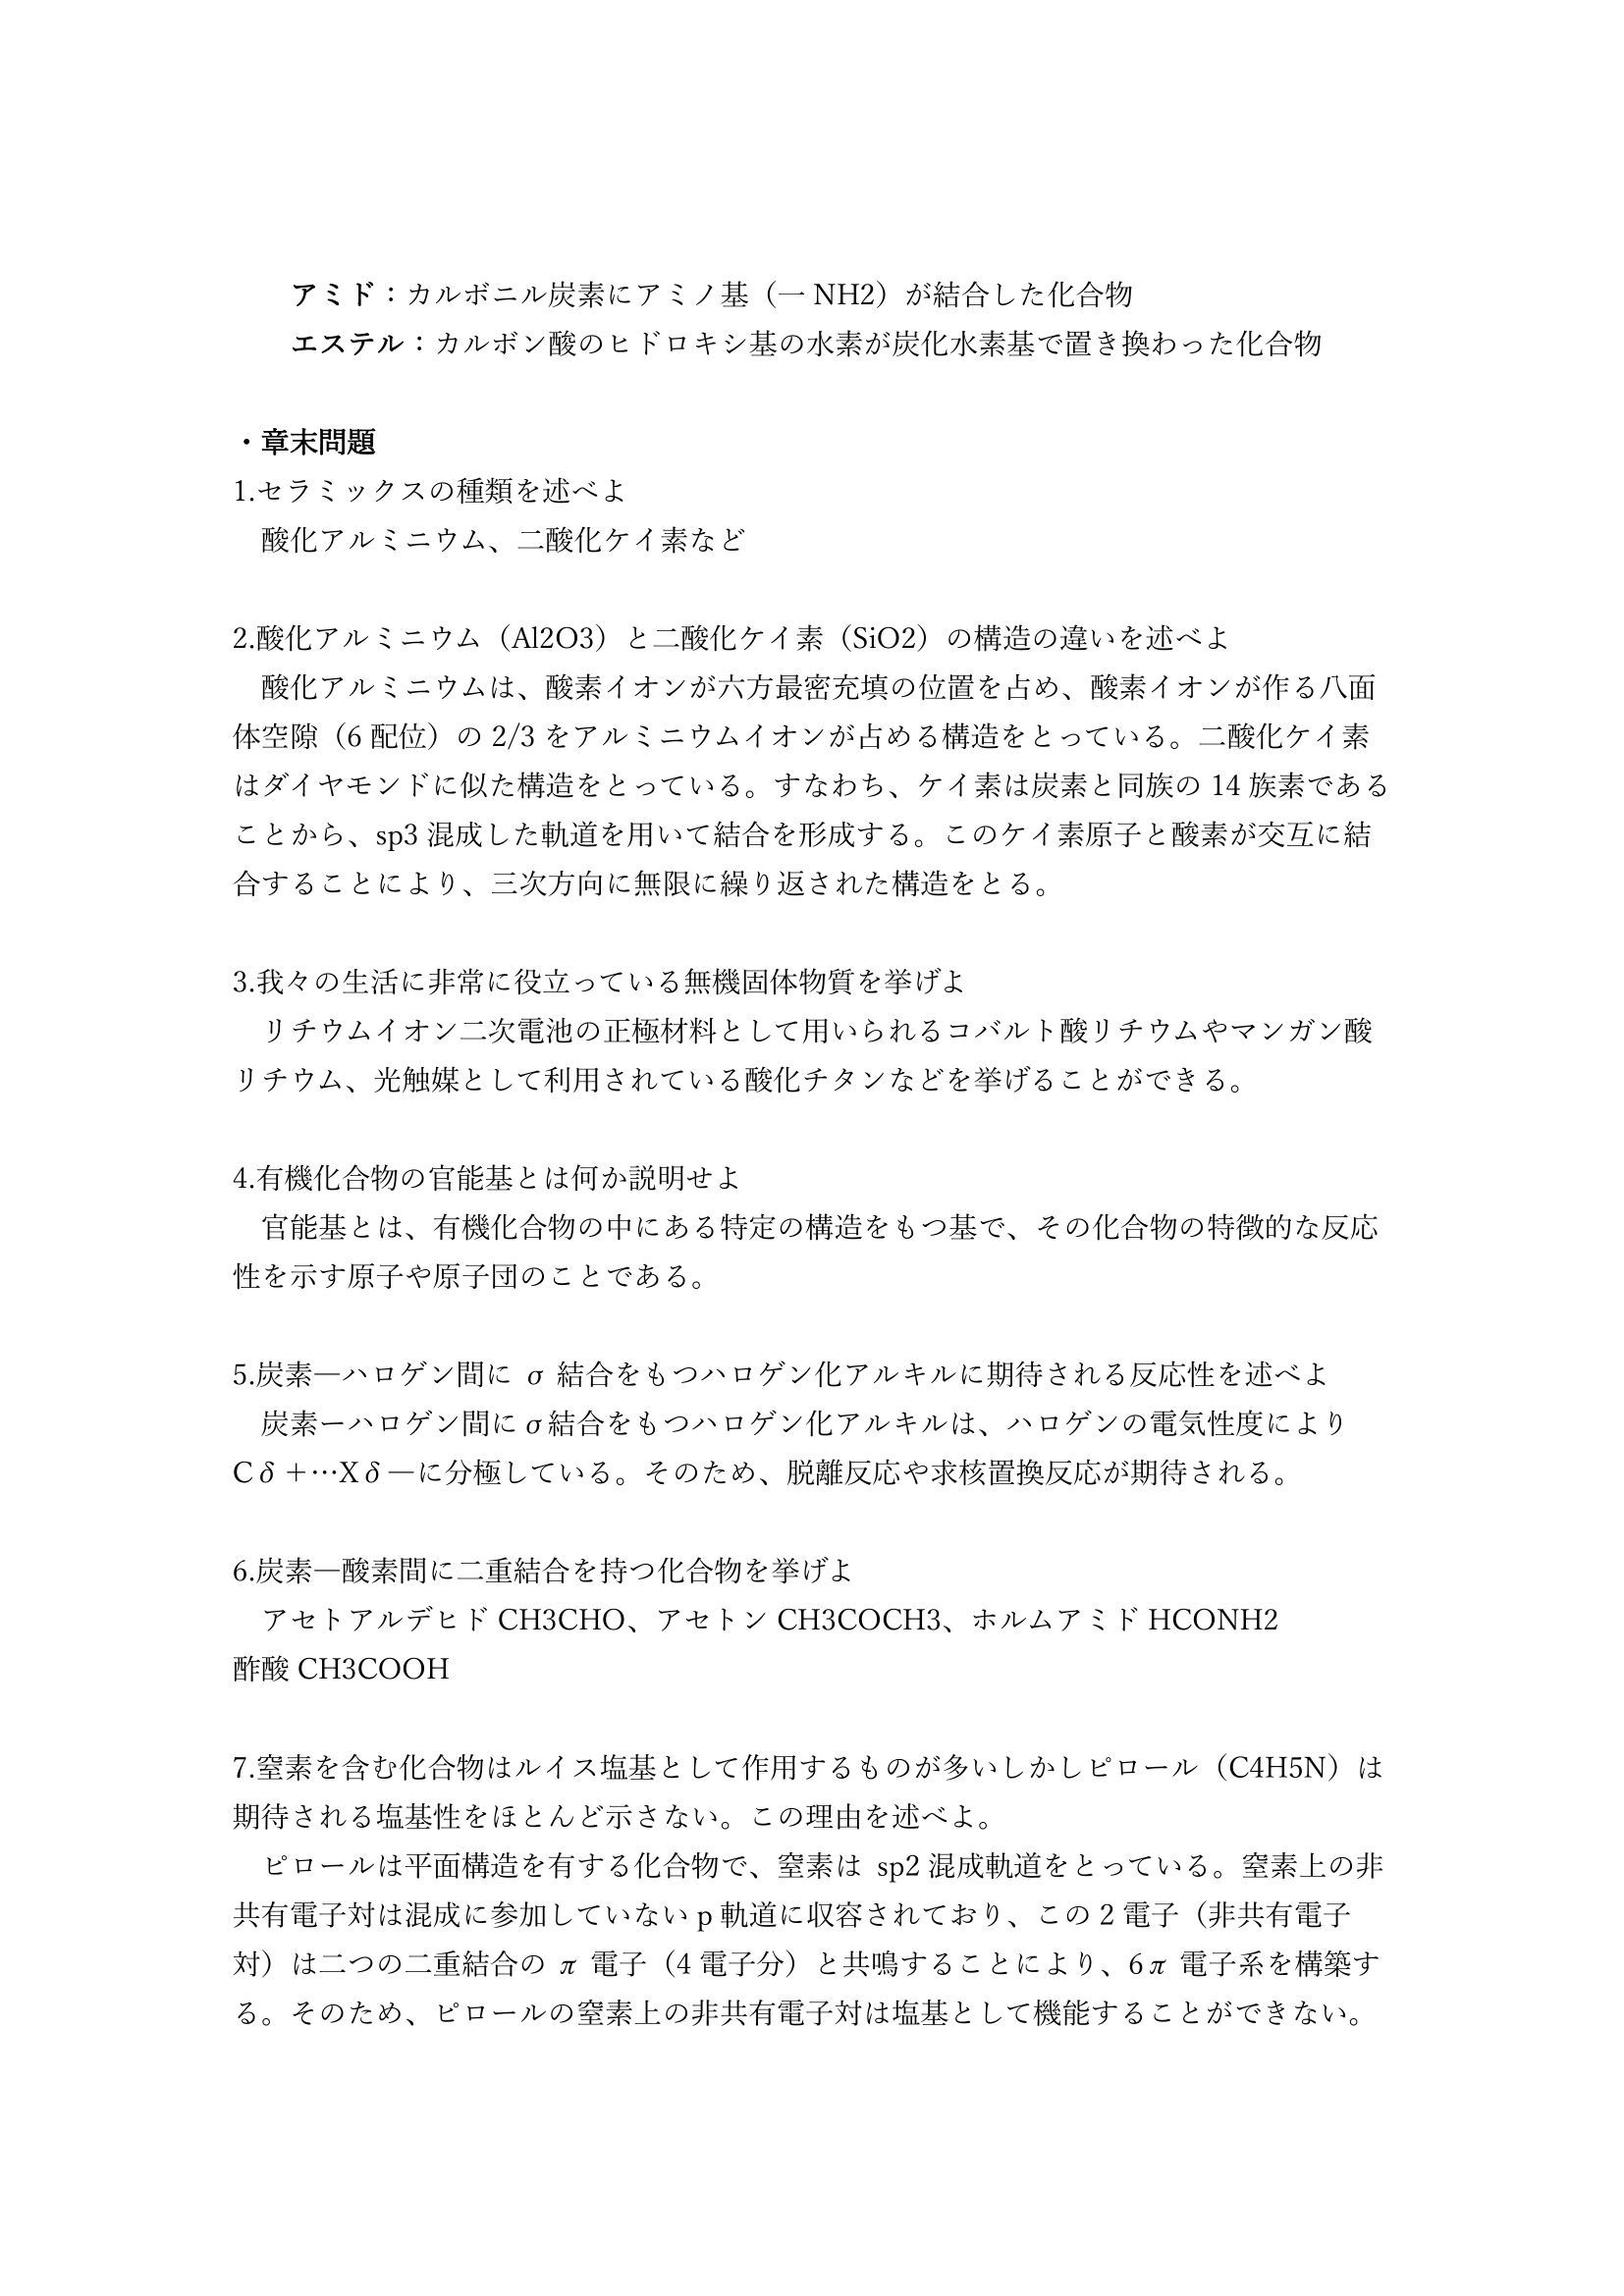 アミド：カルボニル炭素にアミノ基（― NH2）が結合した化合物
エステル：カルボン酸のヒドロキシ基の水素が炭化水素基で置き換わった化合物
・章末問題
1.セラミックスの種類を述べよ
酸化アルミニウム、二酸化ケイ素など
2.酸化アルミニウム（Al2O3）と二酸化ケイ素（SiO2）の構造の違いを述べよ
酸化アルミニウムは、酸素イオンが六方最密充填の位置を占め、酸素イオンが作る八面
体空隙（6 配位）の 2/3 をアルミニウムイオンが占める構造をとっている。二酸化ケイ素
はダイヤモンドに似た構造をとっている。すなわち、ケイ素は炭素と同族の 14 族素である
ことから、sp3 混成した軌道を用いて結合を形成する。このケイ素原子と酸素が交互に結
合することにより、三次方向に無限に繰り返された構造をとる。
3.我々の生活に非常に役立っている無機固体物質を挙げよ
リチウムイオン二次電池の正極材料として用いられるコバルト酸リチウムやマンガン酸
リチウム、光触媒として利用されている酸化チタンなどを挙げることができる。
4.有機化合物の官能基とは何か説明せよ
官能基とは、有機化合物の中にある特定の構造をもつ基で、その化合物の特徴的な反応
性を示す原子や原子団のことである。
5.炭素―ハロゲン間に σ 結合をもつハロゲン化アルキルに期待される反応性を述べよ
炭素ーハロゲン間に σ 結合をもつハロゲン化アルキルは、ハロゲンの電気性度により
Cδ＋…Xδ―に分極している。そのため、脱離反応や求核置換反応が期待される。
6.炭素―酸素間に二重結合を持つ化合物を挙げよ
アセトアルデヒド CH3CHO、アセトン CH3COCH3、ホルムアミド HCONH2
酢酸 CH3COOH
7.窒素を含む化合物はルイス塩基として作用するものが多いしかしピロール（C4H5N）は
期待される塩基性をほとんど示さない。この理由を述べよ。
ピロールは平面構造を有する化合物で、窒素は sp2 混成軌道をとっている。窒素上の非
共有電子対は混成に参加していない p 軌道に収容されており、この 2 電子（非共有電子
対）は二つの二重結合の π 電子（4 電子分）と共鳴することにより、6π 電子系を構築す
る。そのため、ピロールの窒素上の非共有電子対は塩基として機能することができない。